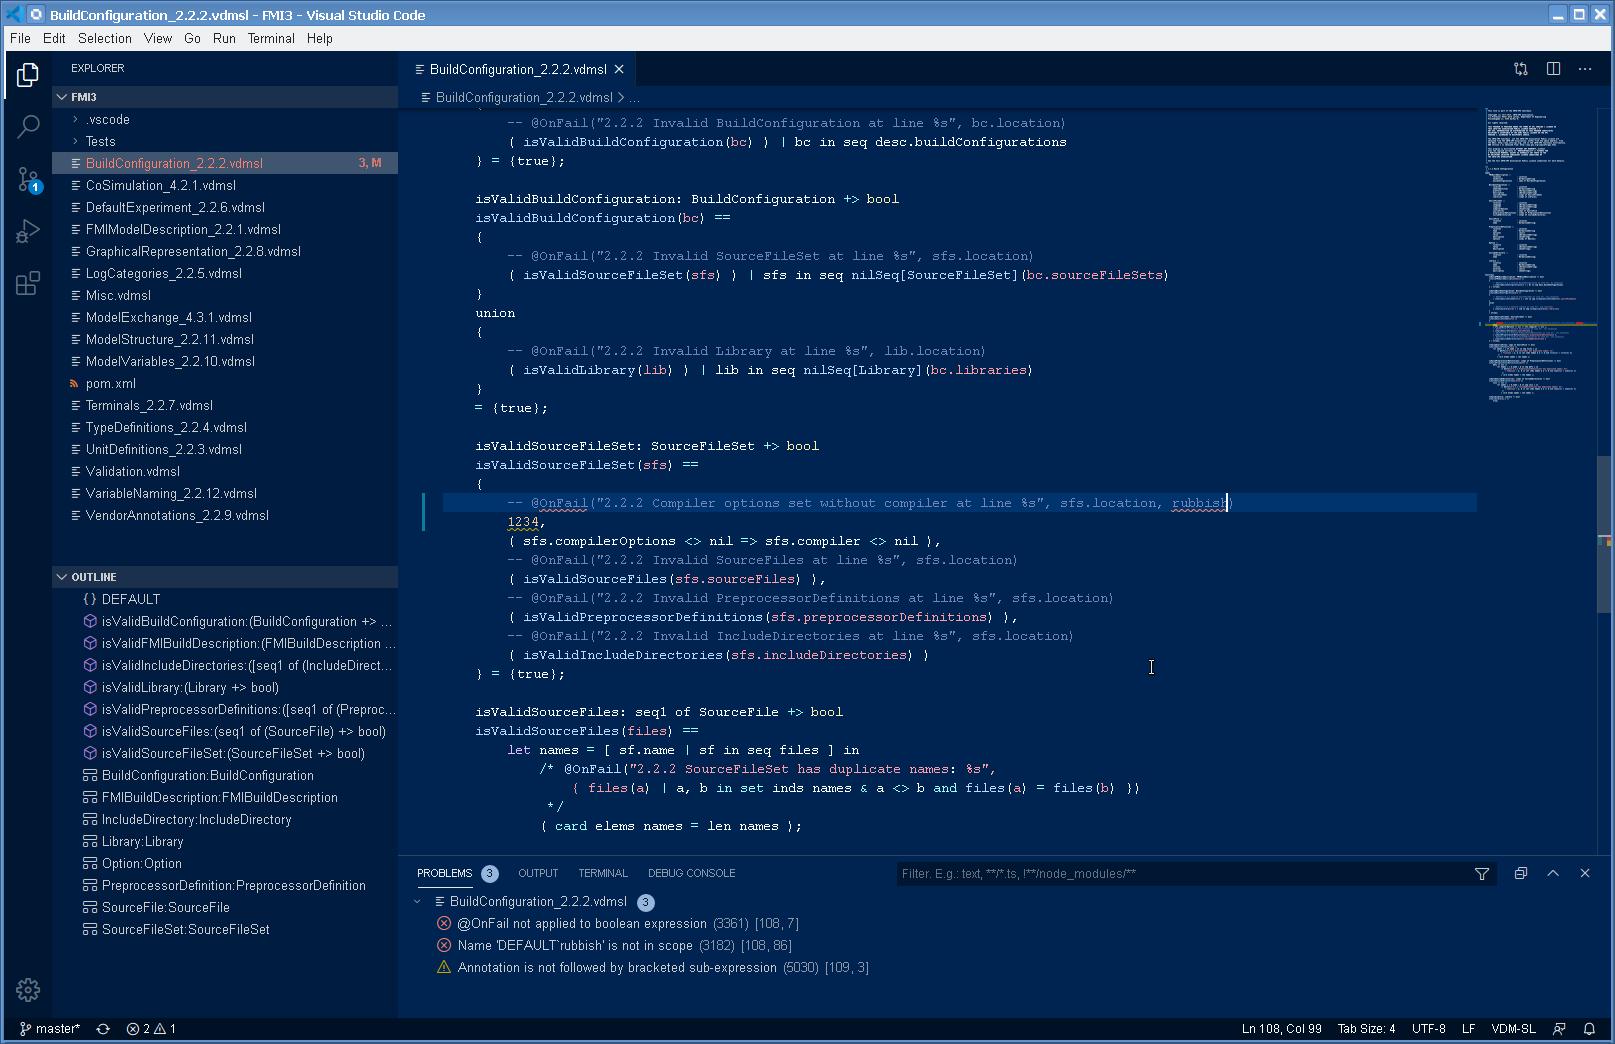 BuildConfiguration_2.2.2.vdmsl - FMI3 - Visual Studio Code
File Edit Selection View Go Run Terminal Help
EXPLORER
FMI3
.vscode
Tests
BuildConfiguration_2.2.2.vdmsl 3, M
CoSimulation_4.2.1.vdmsl
DefaultExperiment_2.2.6.vdmsl
FMIModelDescription_2.2.1.vdmsl
GraphicalRepresentation_2.2.8.vdmsl
LogCategories_2.2.5.vdmsl
Misc.vdmsl
ModelExchange_4.3.1.vdmsl
ModelStructure_2.2.11.vdmsl
ModelVariables_2.2.10.vdmsl
pom.xml
Terminals_2.2.7.vdmsl
TypeDefinitions_2.2.4.vdmsl
UnitDefinitions_2.2.3.vdmsl
Validation.vdmsl
VariableNaming_2.2.12.vdmsl
VendorAnnotations_2.2.9.vdmsl
1
OUTLINE
{} DEFAULT
isValidBuildConfiguration:(BuildConfiguration +> ...
isValidFMIBuildDescription:(FMIBuildDescription ...
isValidIncludeDirectories:([seq1 of (IncludeDirect...
isValidLibrary:(Library +> bool)
isValidPreprocessorDefinitions:([seq1 of (Preproc...
isValidSourceFiles:(seq1 of (SourceFile) +> bool)
isValidSourceFileSet:(SourceFileSet +> bool)
BuildConfiguration:BuildConfiguration
FMIBuildDescription:FMIBuildDescription
IncludeDirectory:IncludeDirectory
Library:Library
Option:Option
PreprocessorDefinition:PreprocessorDefinition
SourceFile:SourceFile
SourceFileSet:SourceFileSet
BuildConfiguration_2.2.2.vdmsl
BuildConfiguration_2.2.2.vdmsl > ...
-- @OnFail("2.2.2 Invalid BuildConfiguration at line %s", bc.location)
( isValidBuildConfiguration(bc) ) | bc in seq desc.buildConfigurations
} = {true};
isValidBuildConfiguration: BuildConfiguration +> bool
isValidBuildConfiguration(bc) ==
{
-- @OnFail("2.2.2 Invalid SourceFileSet at line %s", sfs.location)
( isValidSourceFileSet(sfs) ) | sfs in seq nilSeq[SourceFileSet](bc.sourceFileSets)
}
union
{
-- @OnFail("2.2.2 Invalid Library at line %s", lib.location)
( isValidLibrary(lib) ) | lib in seq nilSeq[Library](bc.libraries)
}
= {true};
isValidSourceFileSet: SourceFileSet +> bool
isValidSourceFileSet(sfs) ==
{
-- @OnFail("2.2.2 Compiler options set without compiler at line %s", sfs.location, rubbish)
1234,
( sfs.compilerOptions <> nil => sfs.compiler <> nil ),
-- @OnFail("2.2.2 Invalid SourceFiles at line %s", sfs.location)
( isValidSourceFiles(sfs.sourceFiles) ),
-- @OnFail("2.2.2 Invalid PreprocessorDefinitions at line %s", sfs.location)
( isValidPreprocessorDefinitions(sfs.preprocessorDefinitions) ),
-- @OnFail("2.2.2 Invalid IncludeDirectories at line %s", sfs.location)
( isValidIncludeDirectories(sfs.includeDirectories) )
} = {true};
isValidSourceFiles: seq1 of SourceFile +> bool
isValidSourceFiles(files) ==
let names = [ sf.name | sf in seq files ] in
/* @OnFail("2.2.2 SourceFileSet has duplicate names: %s",
{ files(a) | a, b in set inds names & a <> b and files(a) = files(b) })
*/
( card elems names = len names );
PROBLEMS 3 OUTPUT TERMINAL DEBUG CONSOLE Filter. E.g.: text, **/*.ts, !**/node_modules/**
BuildConfiguration_2.2.2.vdmsl 3
@OnFail not applied to boolean expression (3361) [108, 7]
Name 'DEFAULT`rubbish' is not in scope (3182) [108, 86]
Annotation is not followed by bracketed sub-expression (5030) [109, 3]
master* 2 1 Ln 108, Col 99 Tab Size: 4 UTF-8 LF VDM-SL